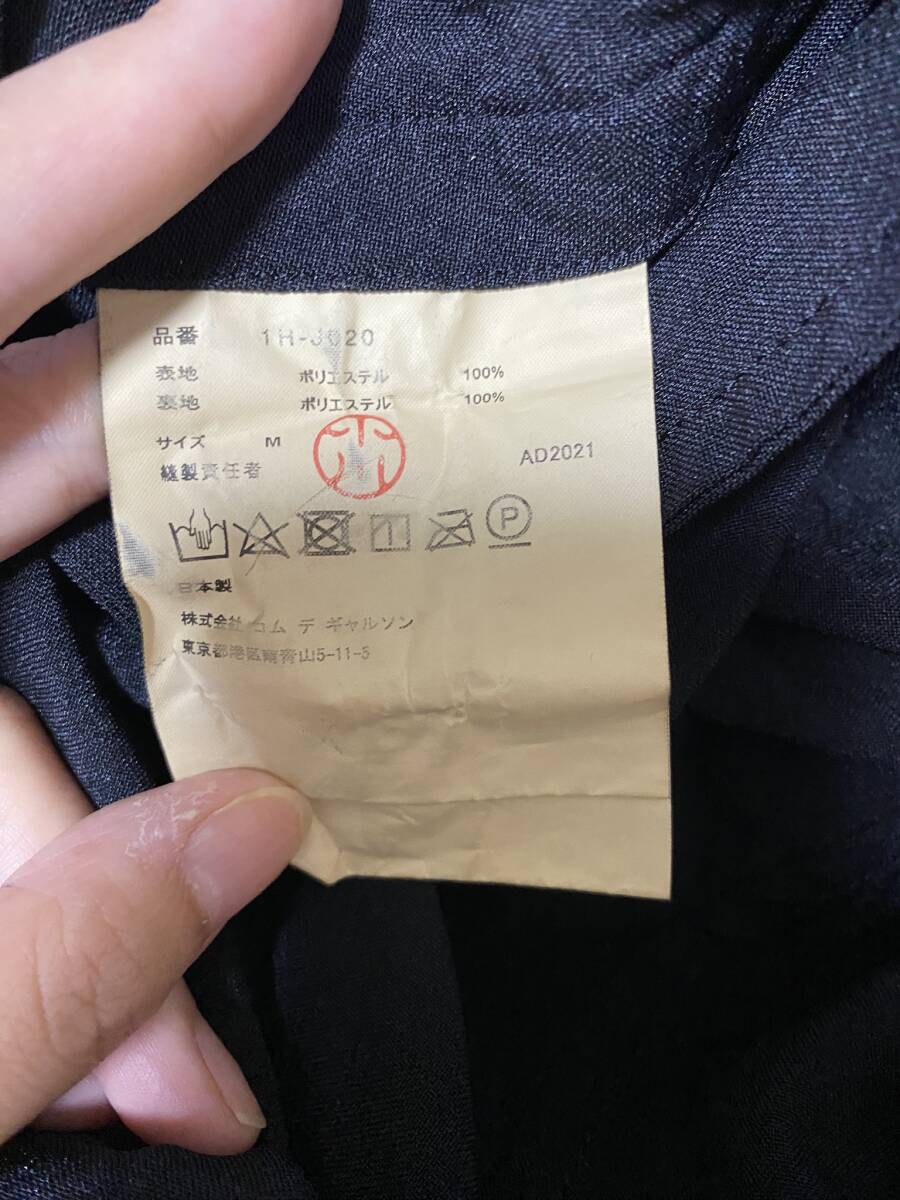 品番 1H-J020
表地 ポリエステル 100%
裏地 ポリエステル 100%
サイズ M
縫製責任者
AD2021
P
日本製
株式会社 コム デ ギャルソン
東京都港区南青山5-11-5